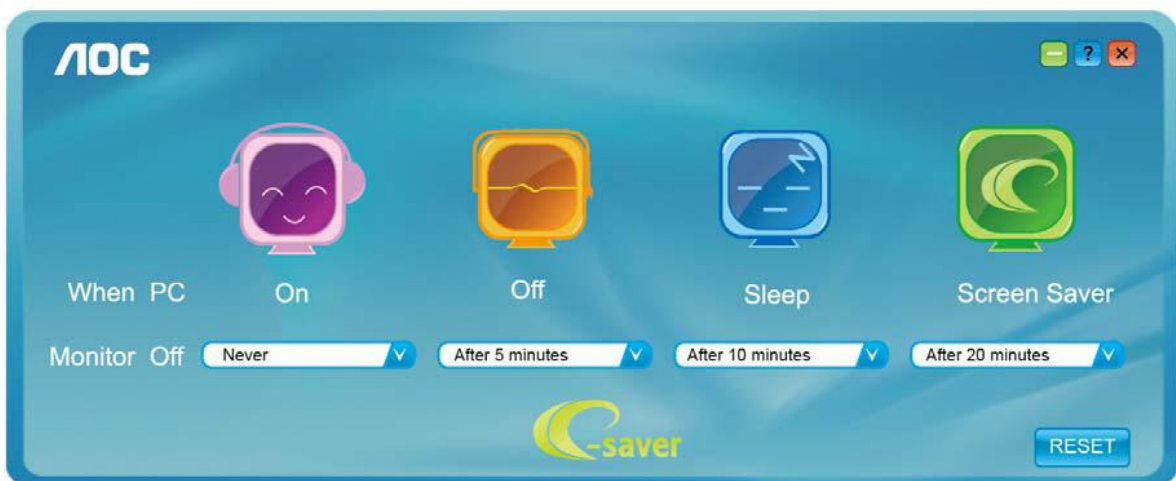 AOC
?
When PC On Off Sleep Screen Saver
Monitor Off Never After 5 minutes After 10 minutes After 20 minutes
e-saver
RESET